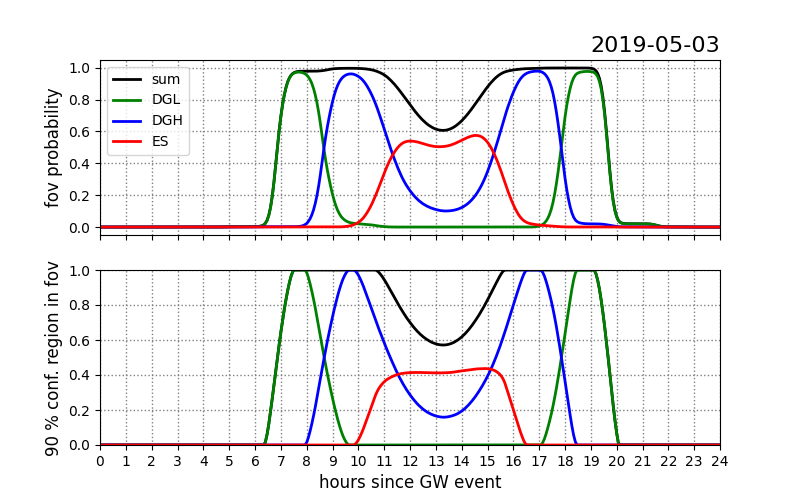 2019-05-03
fov probability
1.0
0.8
0.6
0.4
0.2
0.0
sum
DGL
DGH
ES
90 % conf. region in fov
1.0
0.8
0.6
0.4
0.2
0.0
0 1 2 3 4 5 6 7 8 9 10 11 12 13 14 15 16 17 18 19 20 21 22 23 24
hours since GW event